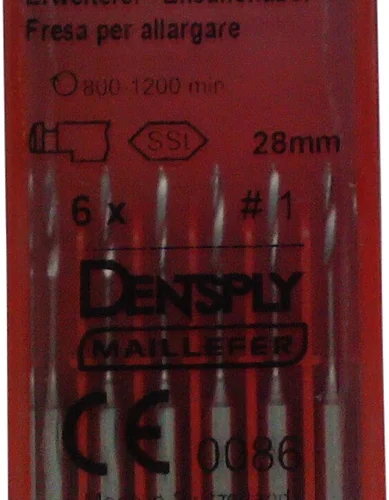 Fresa per allargare
800-1200 min
SSt
28mm
6 x #1
DENTSPLY
MAILLEFER
CE 0086